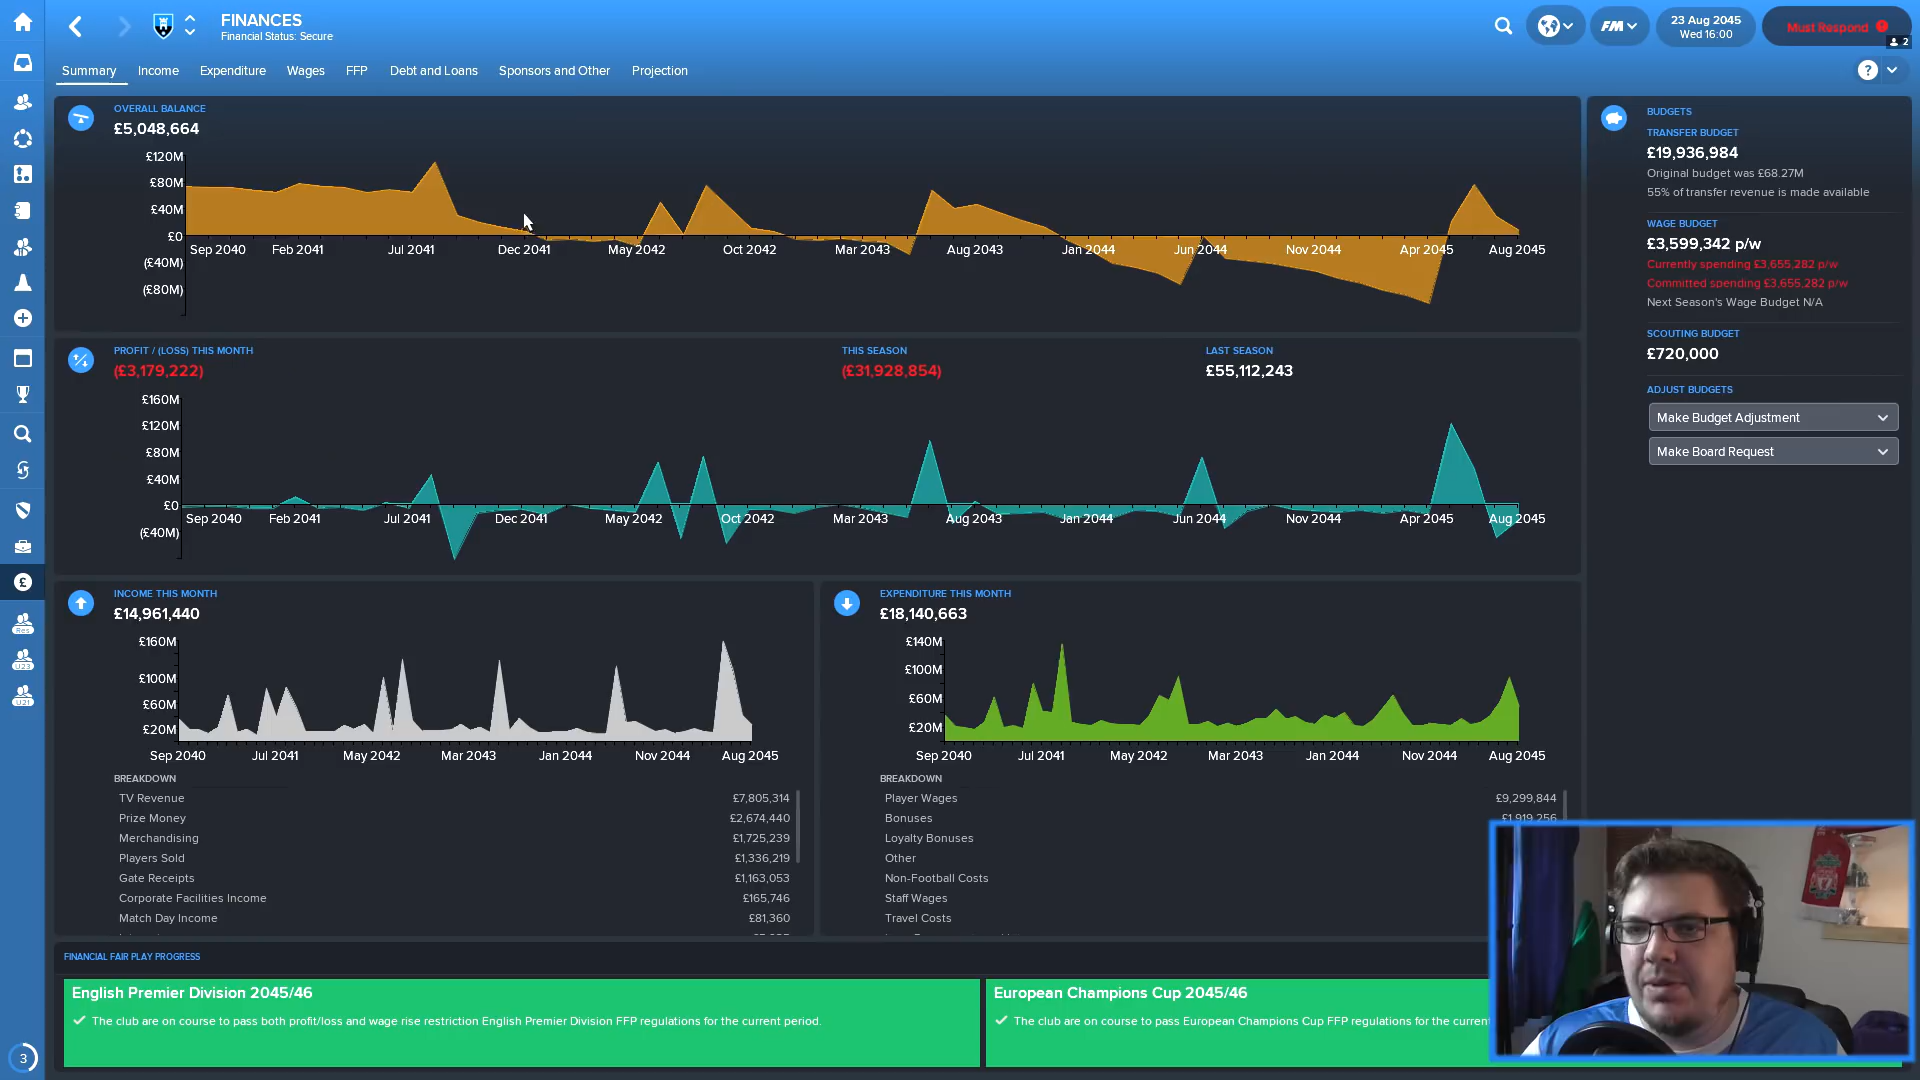 FINANCES
Financial Status: Secure
FM
23 Aug 2045
Wed 16:00
Must Respond
2
Summary
Income
Expenditure
Wages
FFP
Debt and Loans
Sponsors and Other
Projection
?
OVERALL BALANCE
£5,048,664
£120M
£80M
£40M
£0
(£40M)
(£80M)
Sep 2040 Feb 2041 Jul 2041 Dec 2041 May 2042 Oct 2042 Mar 2043 Aug 2043 Jan 2044 Jun 2044 Nov 2044 Apr 2045 Aug 2045
PROFIT / (LOSS) THIS MONTH
(£3,179,222)
THIS SEASON
(£31,928,854)
LAST SEASON
£55,112,243
£160M
£120M
£80M
£40M
£0
(£40M)
Sep 2040 Feb 2041 Jul 2041 Dec 2041 May 2042 Oct 2042 Mar 2043 Aug 2043 Jan 2044 Jun 2044 Nov 2044 Apr 2045 Aug 2045
INCOME THIS MONTH
£14,961,440
£160M
£100M
£60M
£20M
Sep 2040 Jul 2041 May 2042 Mar 2043 Jan 2044 Nov 2044 Aug 2045
BREAKDOWN
TV Revenue £7,805,314
Prize Money £2,674,440
Merchandising £1,725,239
Players Sold £1,336,219
Gate Receipts £1,163,053
Corporate Facilities Income £165,746
Match Day Income £81,360
EXPENDITURE THIS MONTH
£18,140,663
£140M
£100M
£60M
£20M
Sep 2040 Jul 2041 May 2042 Mar 2043 Jan 2044 Nov 2044 Aug 2045
BREAKDOWN
Player Wages £9,299,844
Bonuses £1,919,256
Loyalty Bonuses
Other
Non-Football Costs
Staff Wages
Travel Costs
BUDGETS
TRANSFER BUDGET
£19,936,984
Original budget was £68.27M
55% of transfer revenue is made available
WAGE BUDGET
£3,599,342 p/w
Currently spending £3,655,282 p/w
Committed spending £3,655,282 p/w
Next Season's Wage Budget N/A
SCOUTING BUDGET
£720,000
ADJUST BUDGETS
Make Budget Adjustment
Make Board Request
FINANCIAL FAIR PLAY PROGRESS
English Premier Division 2045/46
The club are on course to pass both profit/loss and wage rise restriction English Premier Division FFP regulations for the current period.
European Champions Cup 2045/46
The club are on course to pass European Champions Cup FFP regulations for the current
£
Res
U23
U21
3